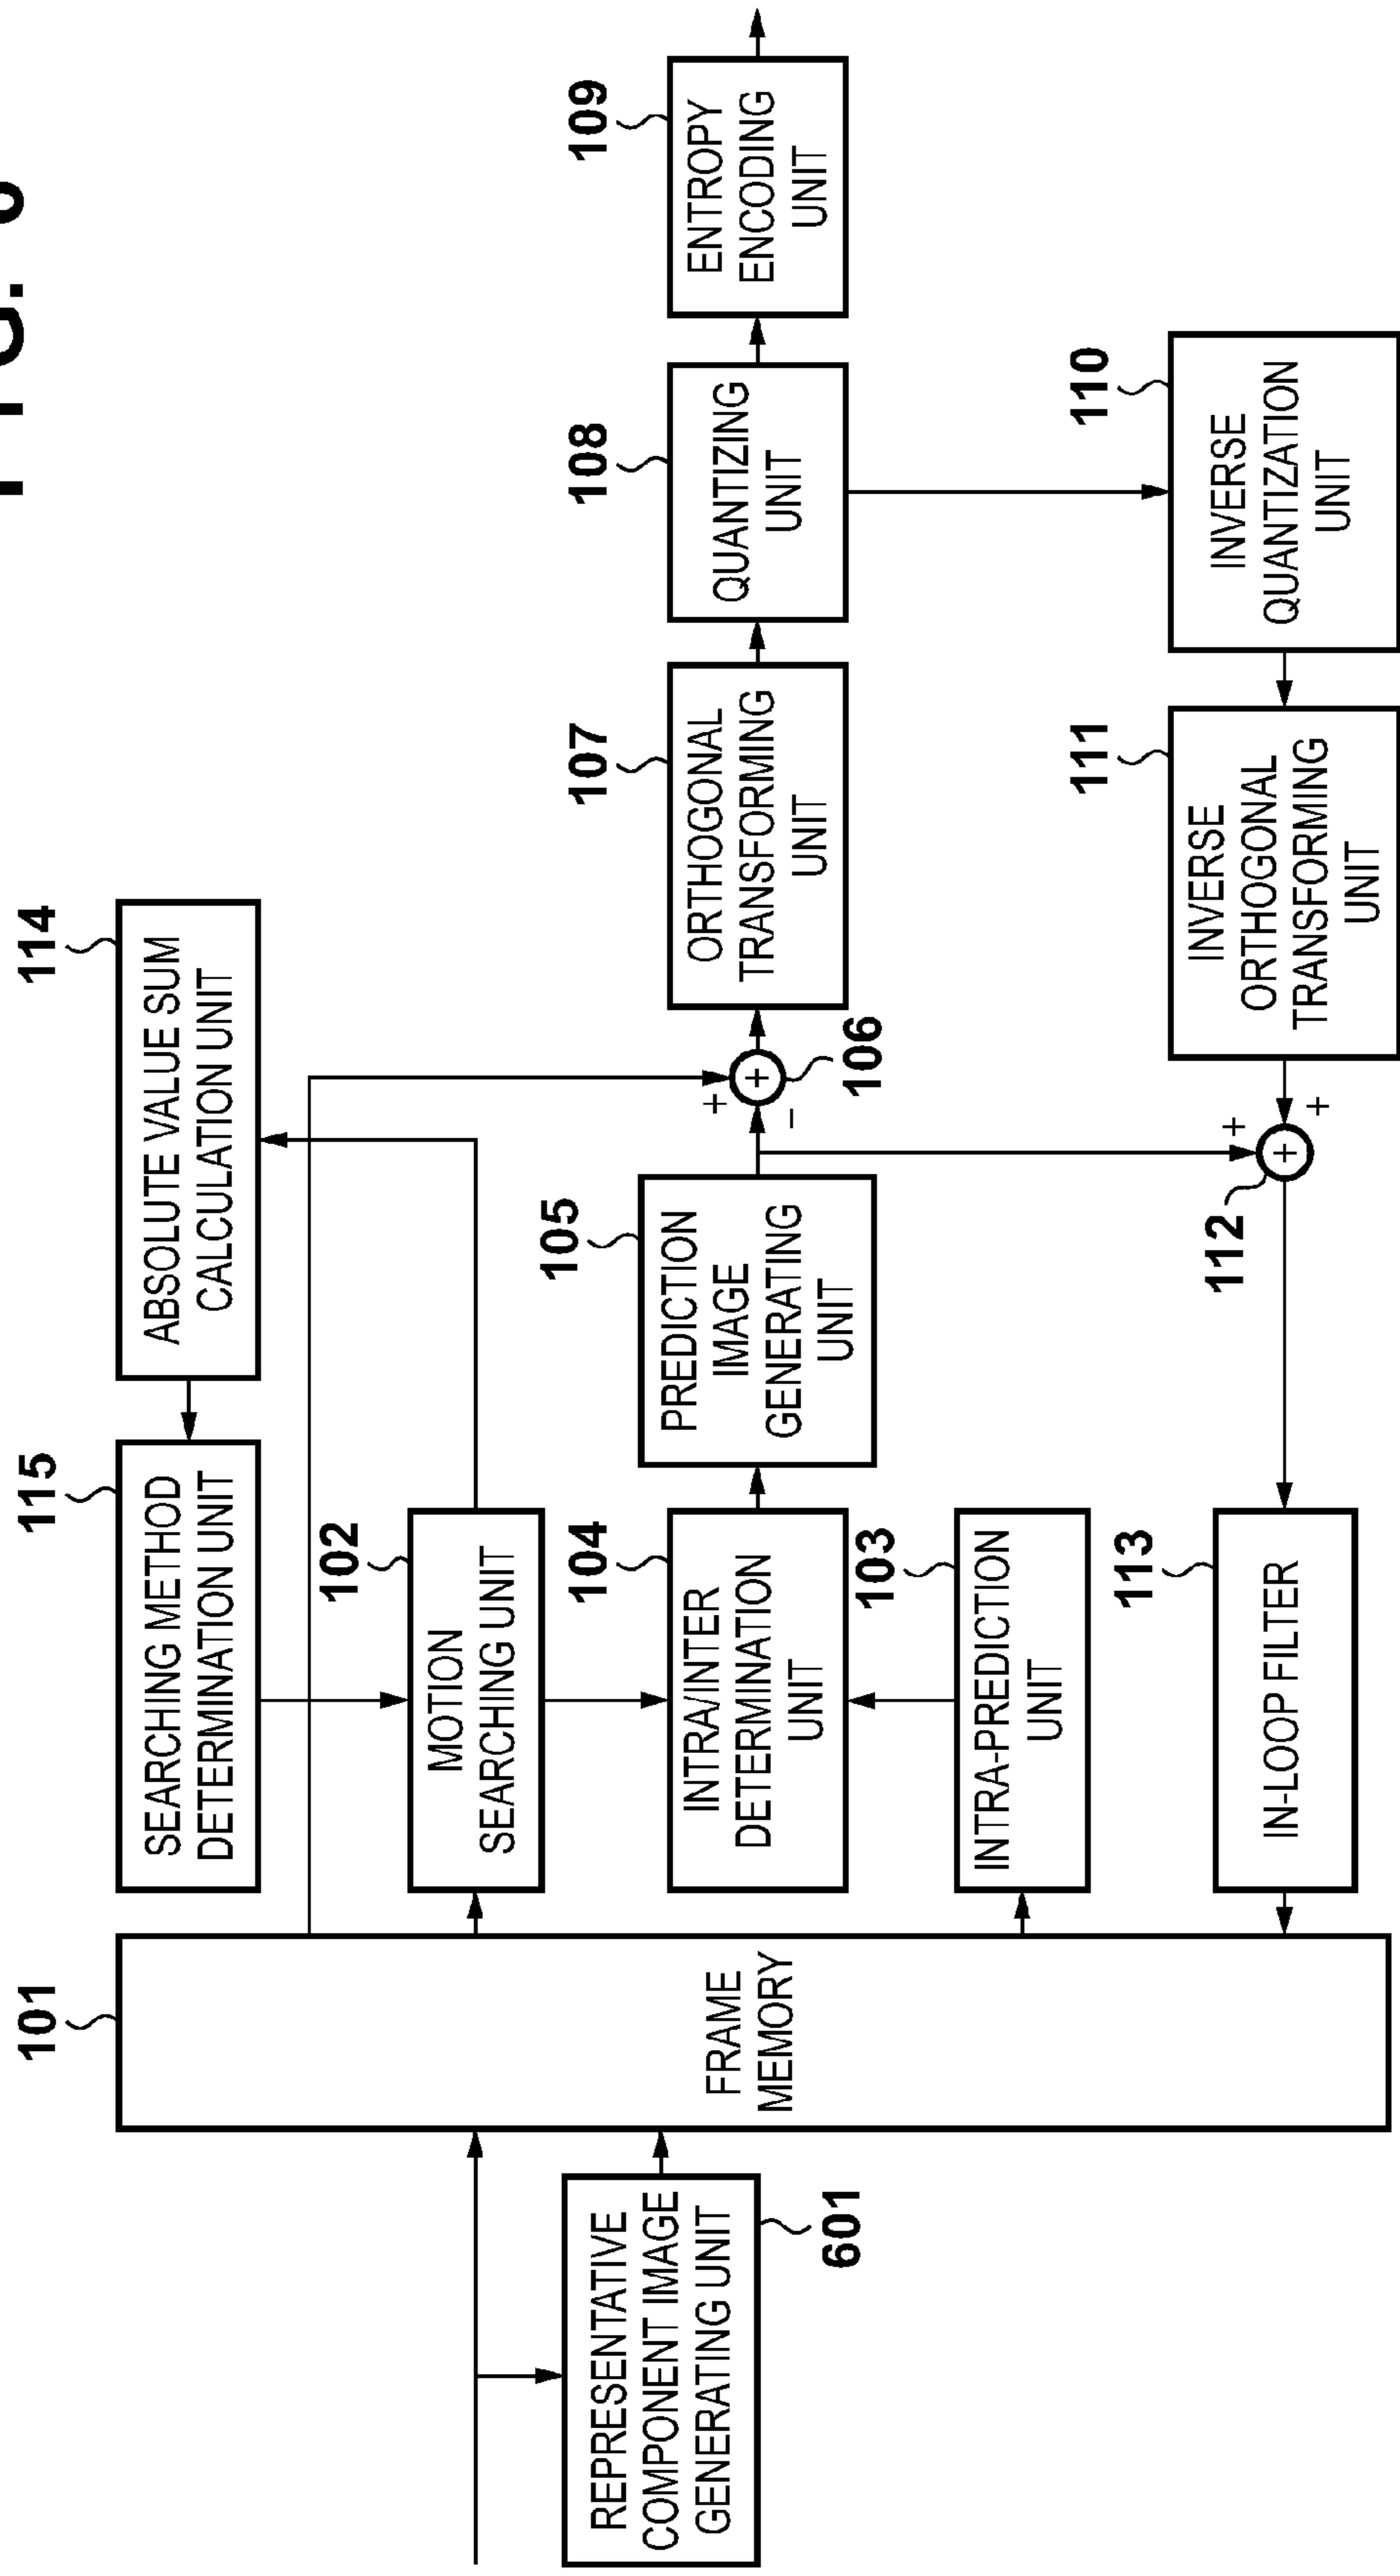 101
115
114
SEARCHING METHOD
DETERMINATION UNIT
ABSOLUTE VALUE SUM
CALCULATION UNIT
102
MOTION
SEARCHING UNIT
REPRESENTATIVE
COMPONENT IMAGE
GENERATING UNIT
601
FRAME
MEMORY
104
INTRA/INTER
DETERMINATION
UNIT
105
PREDICTION
IMAGE
GENERATING
UNIT
+
+
−
106
107
ORTHOGONAL
TRANSFORMING
UNIT
108
QUANTIZING
UNIT
109
ENTROPY
ENCODING
UNIT
103
INTRA-PREDICTION
UNIT
113
IN-LOOP FILTER
112
+
+
+
111
INVERSE
ORTHOGONAL
TRANSFORMING
UNIT
110
INVERSE
QUANTIZATION
UNIT